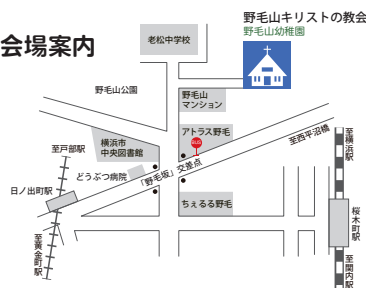 会場案内
野毛山キリストの教会
野毛山幼稚園
老松中学校
野毛山公園
野毛山
マンション
アトラス野毛
BUS
至西平沼橋
至横浜駅
横浜市
中央図書館
至戸部駅
どうぶつ病院
「野毛坂」交差点
日ノ出町駅
ちぇるる野毛
桜木町駅
至黄金町駅
至関内駅